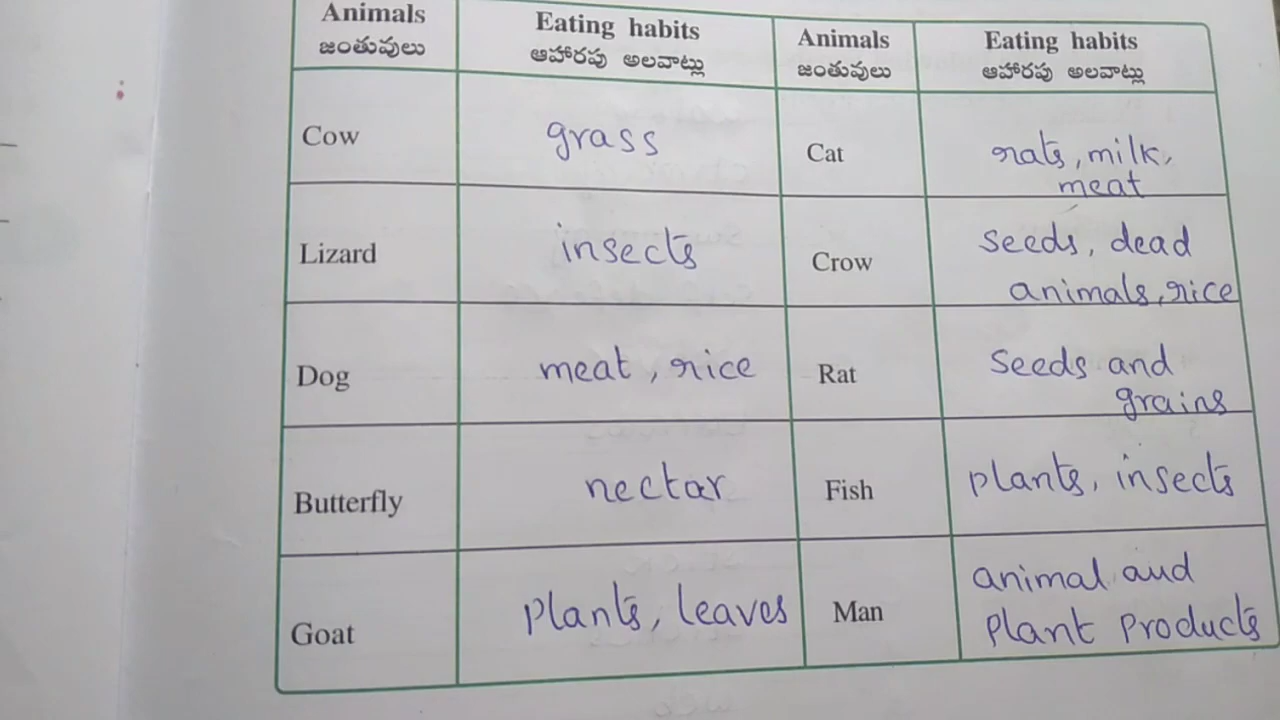 Animals Eating habits Animals Eating habits
జంతువులు ఆహారపు అలవాట్లు జంతువులు ఆహారపు అలవాట్లు
Cow grass Cat rats, milk,
meat
Lizard insects Crow seeds, dead
animals, rice
Dog meat, rice Rat seeds and
grains
Butterfly nectar Fish plants, insects
Goat plants, leaves Man animal and
plant products